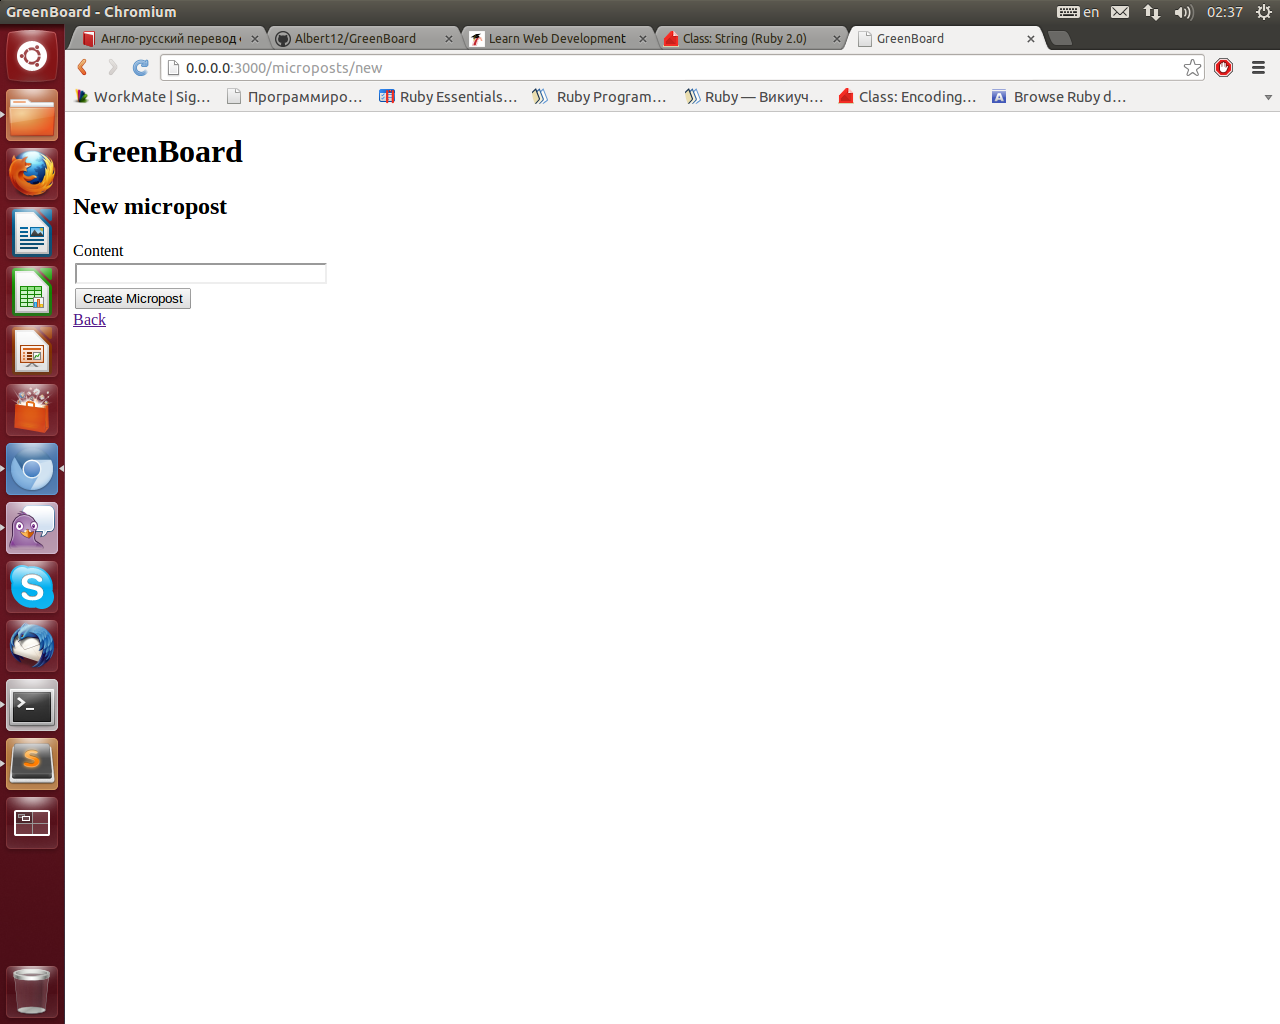 GreenBoard - Chromium
en
02:37
Англо-русский перевод
Albert12/GreenBoard
Learn Web Development
Class: String (Ruby 2.0)
GreenBoard
0.0.0.0:3000/microposts/new
WorkMate | Sig...
Программиро...
Ruby Essentials...
Ruby Program...
Ruby — Викиуч...
Class: Encoding...
Browse Ruby d...
GreenBoard
New micropost
Content
Create Micropost
Back